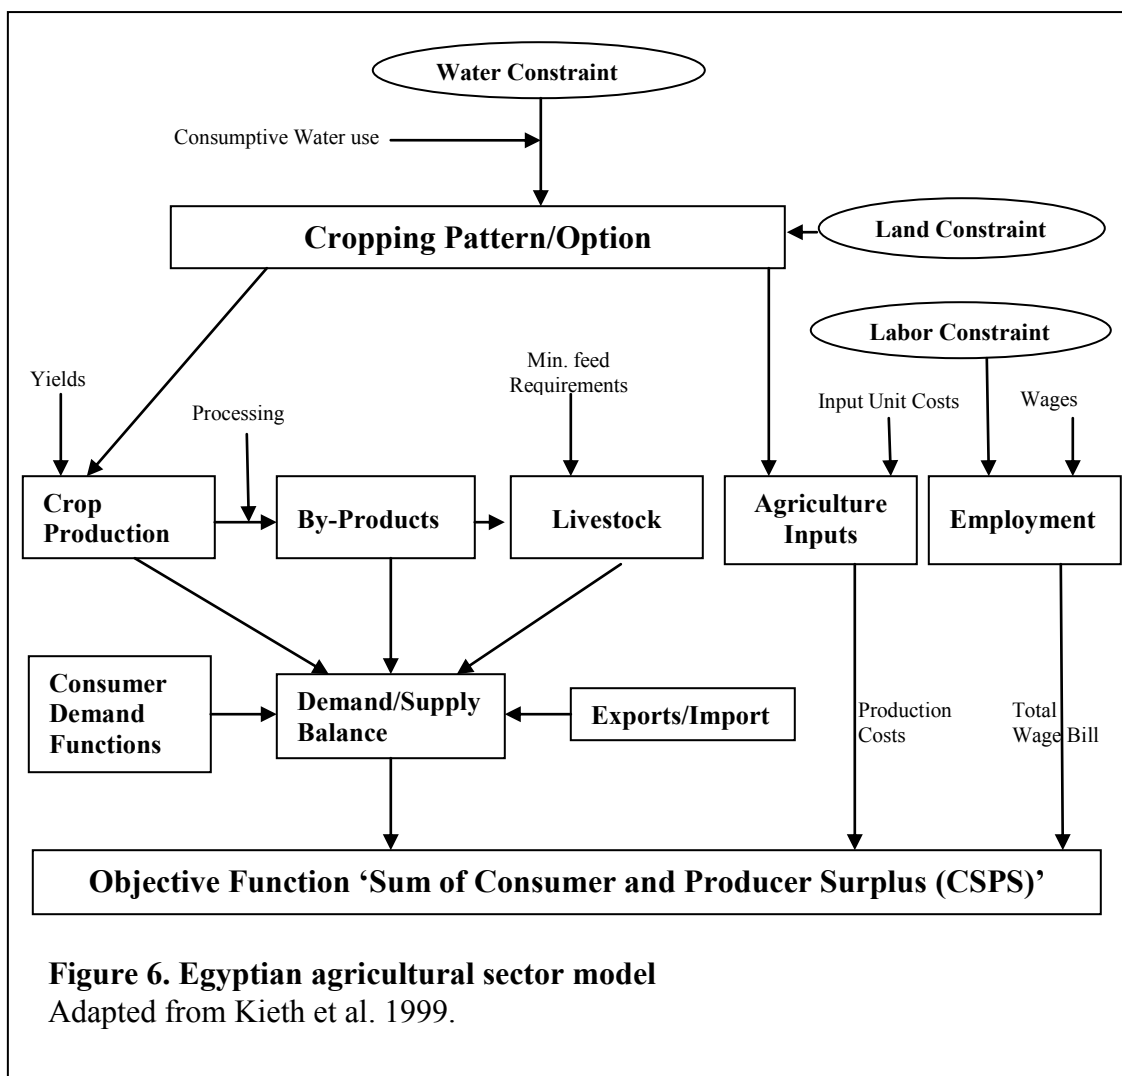 Water Constraint
Consumptive Water use
Cropping Pattern/Option
Land Constraint
Labor Constraint
Min. feed
Requirements
Yields
Processing
Input Unit Costs
Wages
Crop
Production
By-Products
Livestock
Agriculture
Inputs
Employment
Consumer
Demand
Functions
Demand/Supply
Balance
Exports/Import
Production
Costs
Total
Wage Bill
Objective Function ‘Sum of Consumer and Producer Surplus (CSPS)’
Figure 6. Egyptian agricultural sector model
Adapted from Kieth et al. 1999.